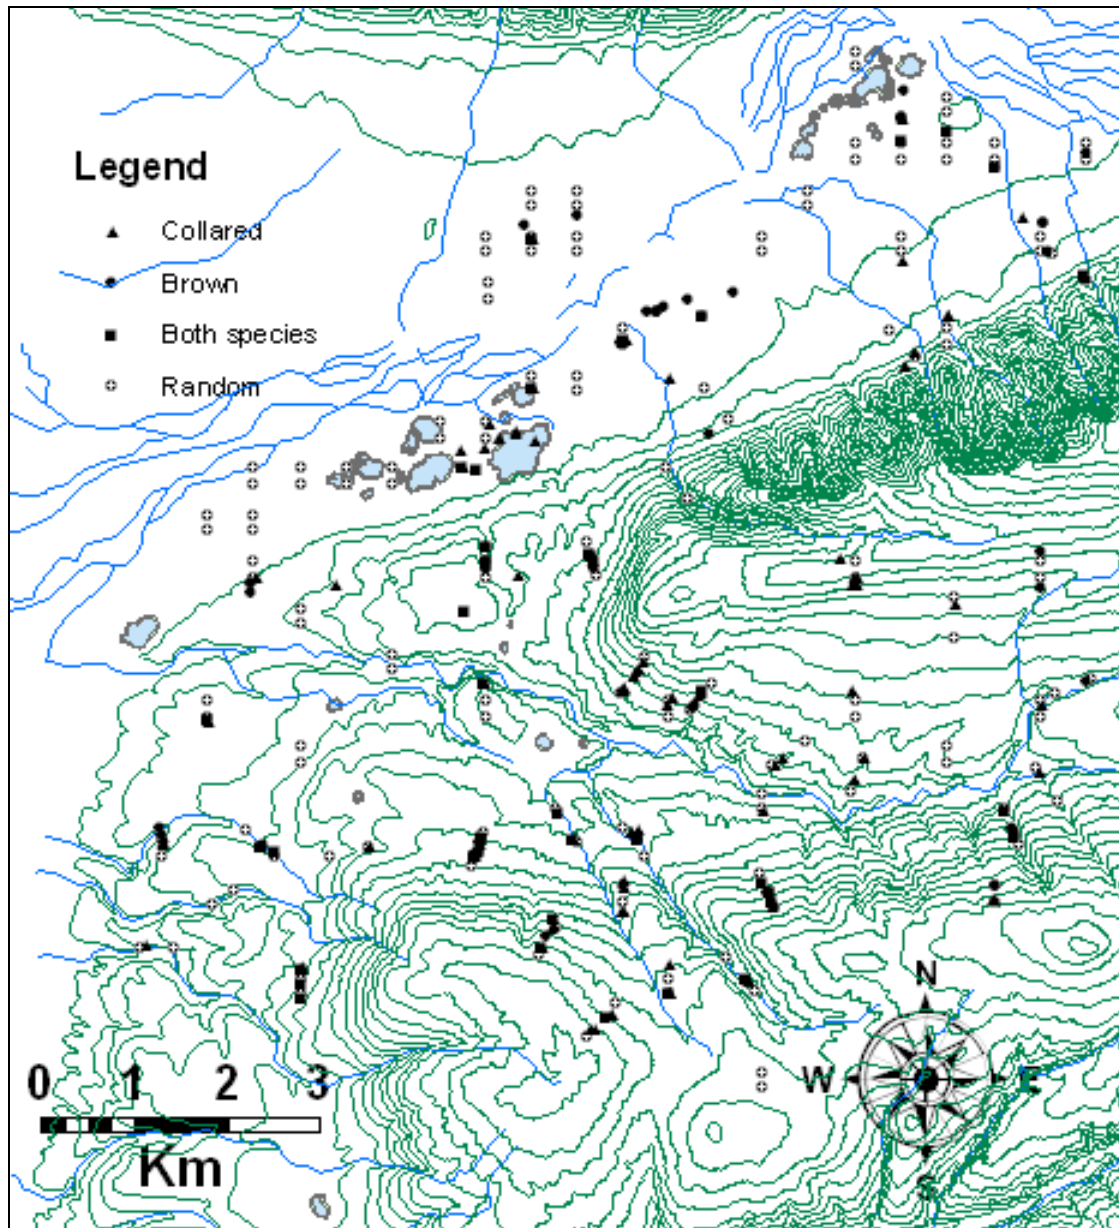 Legend
Collared
Brown
Both species
Random
N
W E
S
0 1 2 3
Km